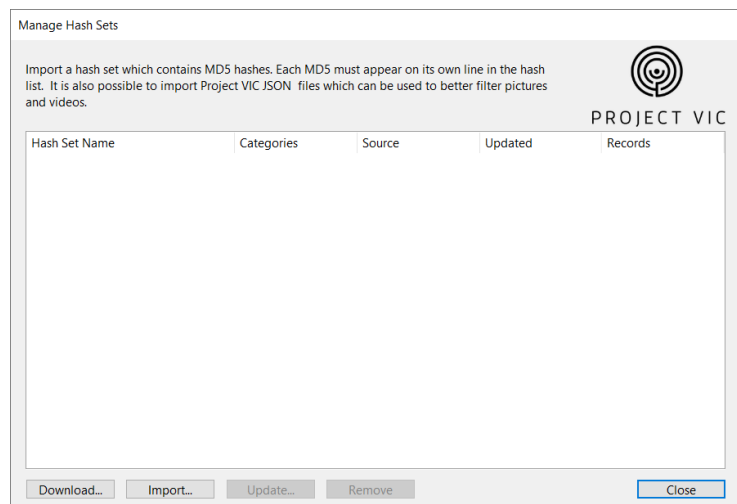 Manage Hash Sets
Import a hash set which contains MD5 hashes. Each MD5 must appear on its own line in the hash
list.  It is also possible to import Project VIC JSON  files which can be used to better filter pictures
and videos.
PROJECT VIC
Hash Set Name Categories Source Updated Records
Download... Import... Update... Remove Close